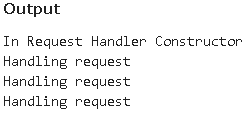 Output
In Request Handler Constructor
Handling request
Handling request
Handling request